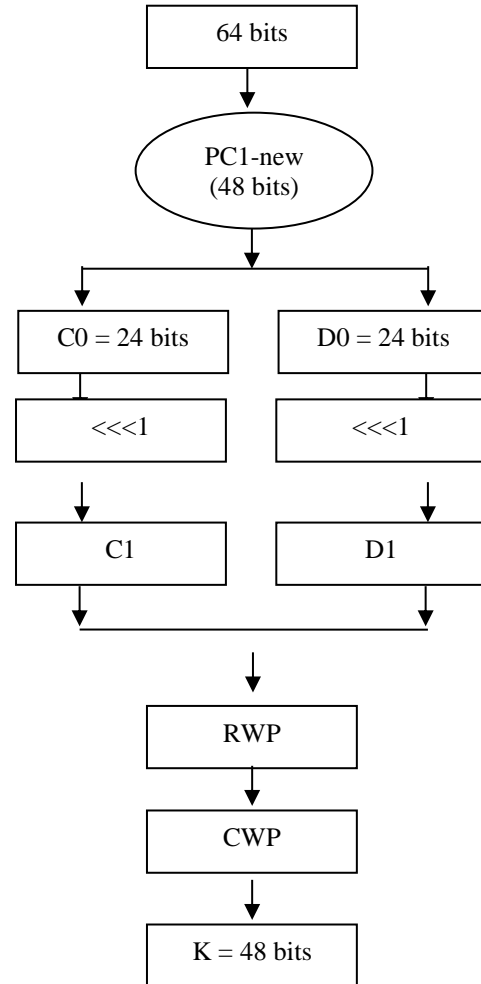 64 bits
PC1-new
(48 bits)
C0 = 24 bits
D0 = 24 bits
<<<1
<<<1
C1
D1
RWP
CWP
K = 48 bits